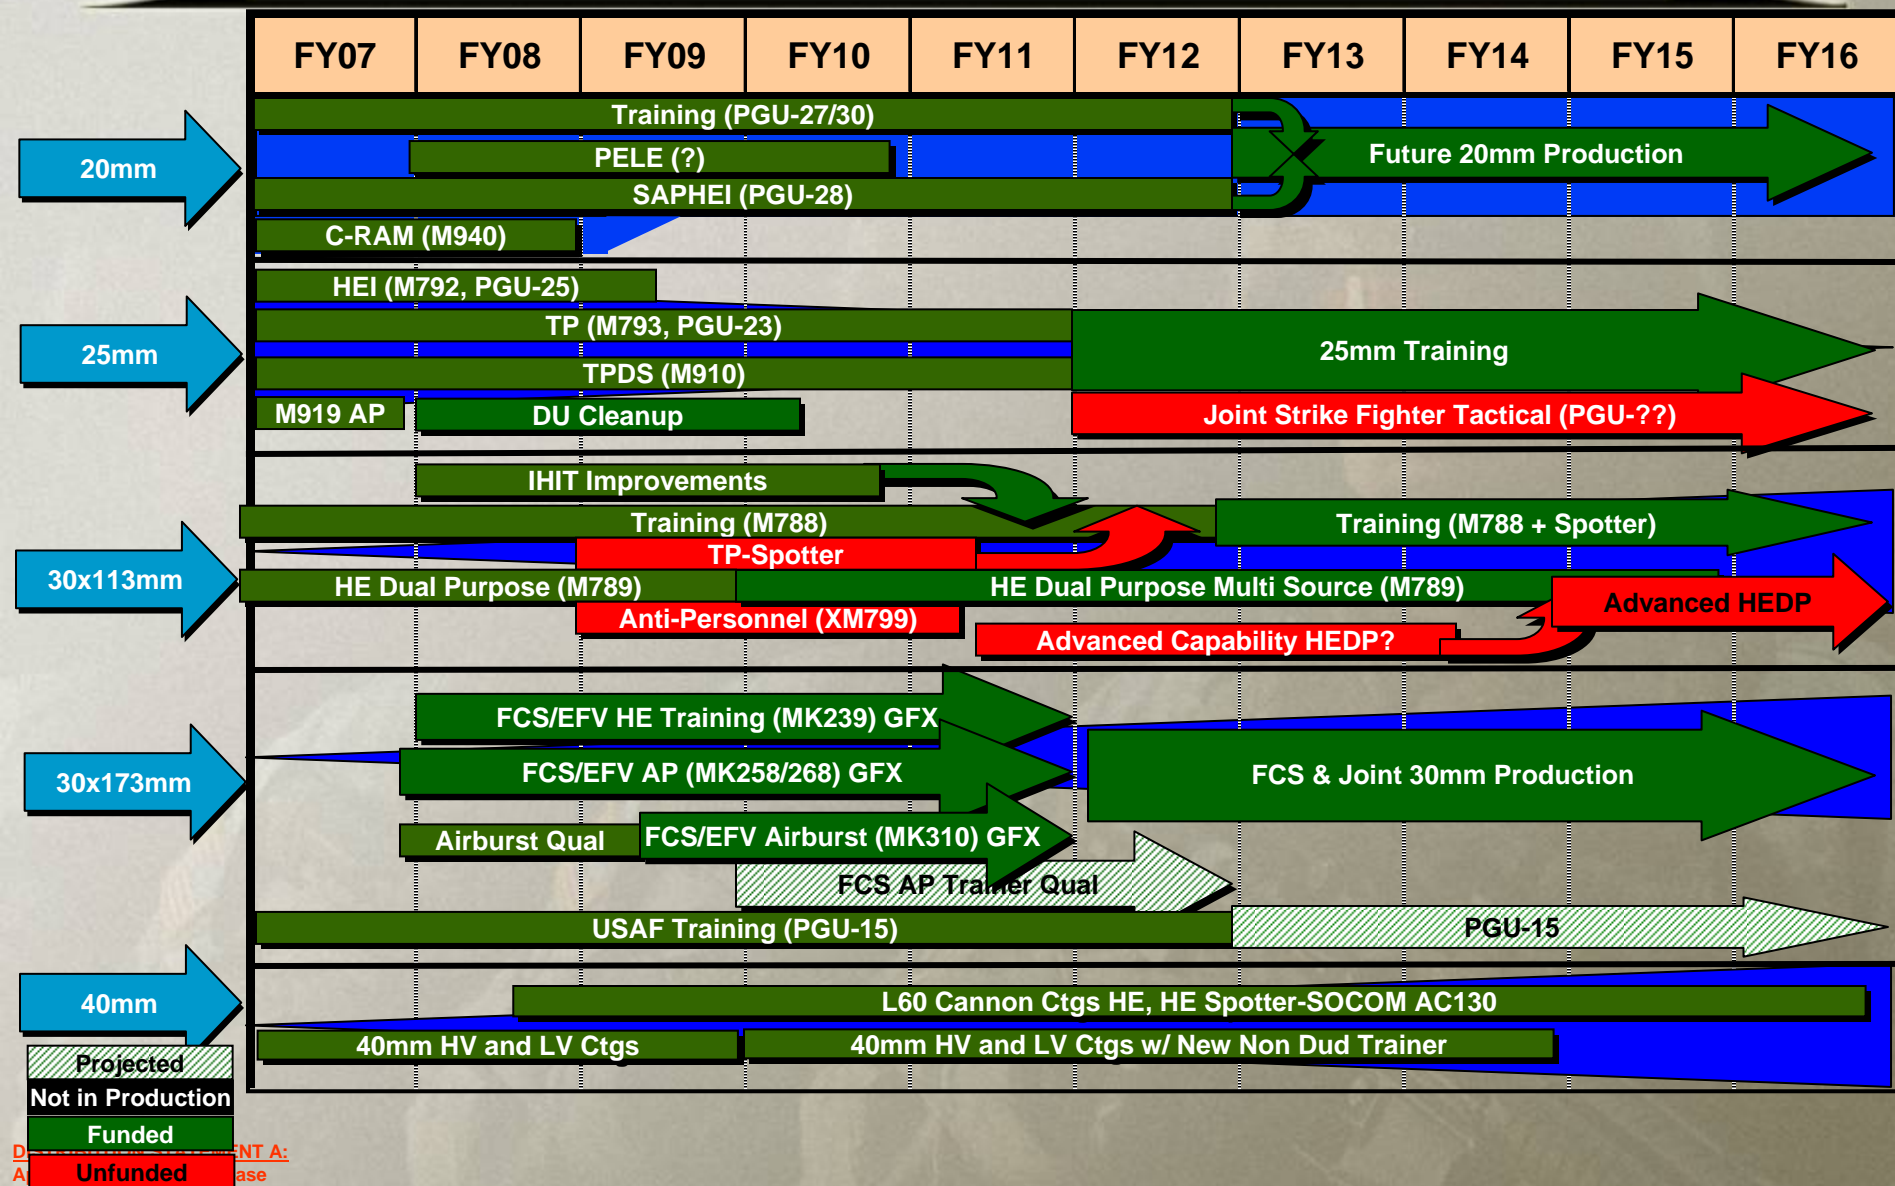 FY07 FY08 FY09 FY10 FY11 FY12 FY13 FY14 FY15 FY16
20mm
Training (PGU-27/30)
PELE (?)
Future 20mm Production
SAPHEI (PGU-28)
C-RAM (M940)
25mm
HEI (M792, PGU-25)
TP (M793, PGU-23)
25mm Training
TPDS (M910)
M919 AP
DU Cleanup
Joint Strike Fighter Tactical (PGU-??)
30x113mm
IHIT Improvements
Training (M788)
Training (M788 + Spotter)
TP-Spotter
HE Dual Purpose (M789)
HE Dual Purpose Multi Source (M789)
Advanced HEDP
Anti-Personnel (XM799)
Advanced Capability HEDP?
30x173mm
FCS/EFV HE Training (MK239) GFX
FCS/EFV AP (MK258/268) GFX
FCS & Joint 30mm Production
Airburst Qual
FCS/EFV Airburst (MK310) GFX
FCS AP Trainer Qual
USAF Training (PGU-15)
PGU-15
40mm
L60 Cannon Ctgs HE, HE Spotter-SOCOM AC130
40mm HV and LV Ctgs
40mm HV and LV Ctgs w/ New Non Dud Trainer
Projected
Not in Production
Funded
A:
Unfunded